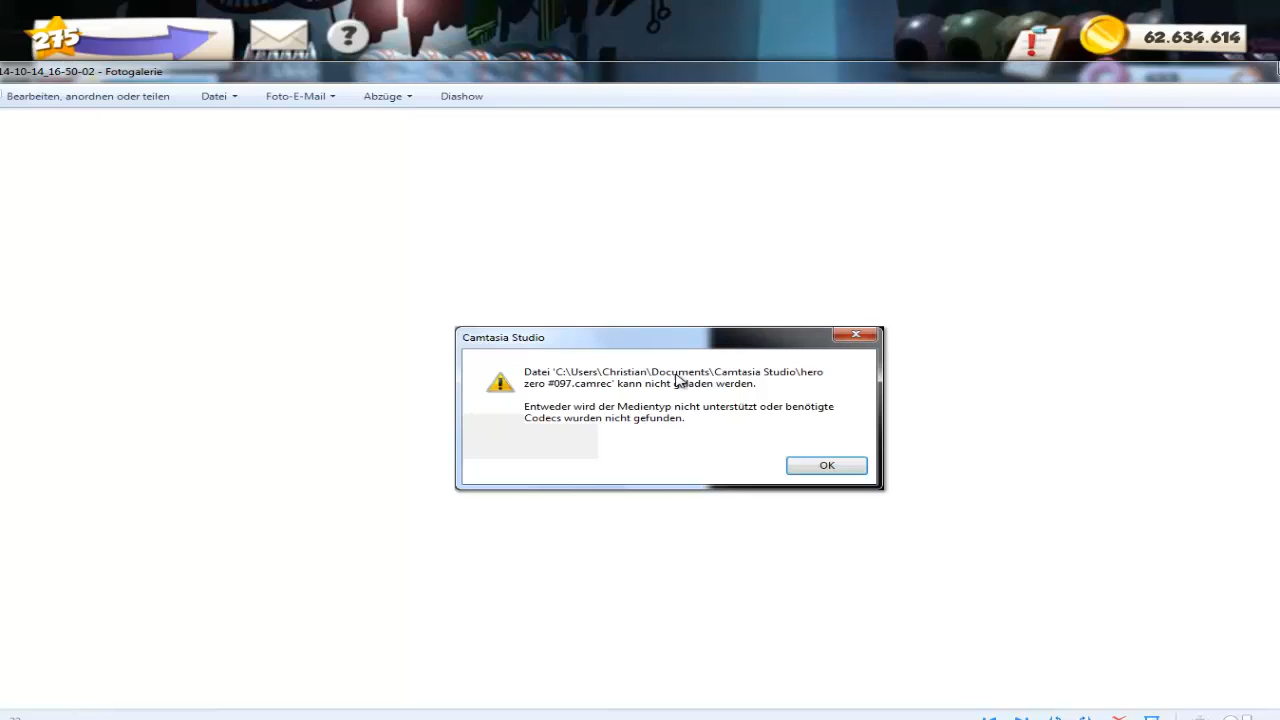 275
?
62.634.614
14-10-14_16-50-02 - Fotogalerie
Bearbeiten, anordnen oder teilen Datei Foto-E-Mail Abzüge Diashow
Camtasia Studio
Datei 'C:\Users\Christian\Documents\Camtasia Studio\hero
zero #097.camrec' kann nicht geladen werden.
Entweder wird der Medientyp nicht unterstützt oder benötigte
Codecs wurden nicht gefunden.
OK